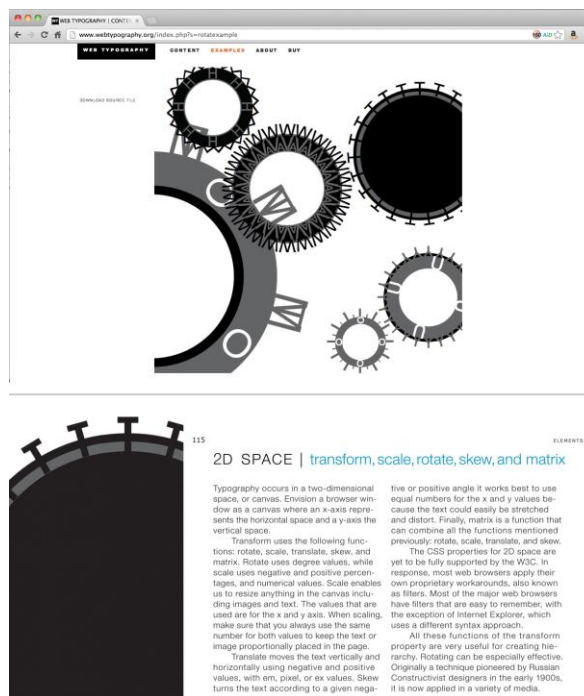 WEB TYPOGRAPHY | CONTEN
www.webtypography.org/index.php?s=rotatexample
WEB TYPOGRAPHY CONTENT EXAMPLES ABOUT BUY
DOWNLOAD SOURCE FILE
115
ELEMENTS
2D SPACE | transform, scale, rotate, skew, and matrix
Typography occurs in a two-dimensional
space, or canvas. Envision a browser win-
dow as a canvas where an x-axis repre-
sents the horizontal space and a y-axis the
vertical space.
Transform uses the following func-
tions: rotate, scale, translate, skew, and
matrix. Rotate uses degree values, while
scale uses negative and positive percen-
tages, and numerical values. Scale enables
us to resize anything in the canvas inclu-
ding images and text. The values that are
used are for the x and y axis. When scaling,
make sure that you always use the same
number for both values to keep the text or
image proportionally placed in the page.
Translate moves the text vertically and
horizontally using negative and positive
values, with em, pixel, or ex values. Skew
turns the text according to a given nega-
tive or positive angle it works best to use
equal numbers for the x and y values be-
cause the text could easily be stretched
and distort. Finally, matrix is a function that
can combine all the functions mentioned
previously: rotate, scale, translate, and skew.
The CSS properties for 2D space are
yet to be fully supported by the W3C. In
response, most web browsers apply their
own proprietary workarounds, also known
as filters. Most of the major web browsers
have filters that are easy to remember, with
the exception of Internet Explorer, which
uses a different syntax approach.
All these functions of the transform
property are very useful for creating hie-
rarchy. Rotating can be especially effective.
Originally a technique pioneered by Russian
Constructivist designers in the early 1900s,
it is now applied in a variety of media.